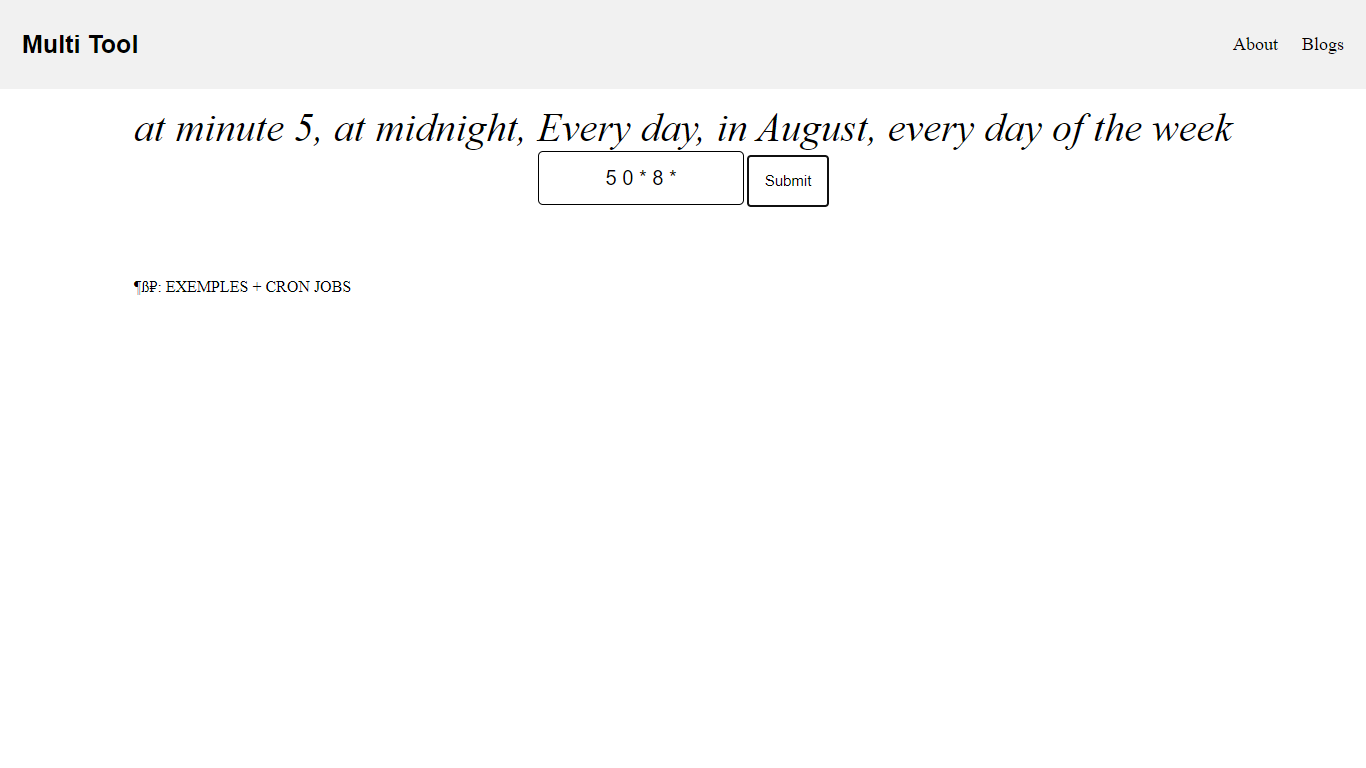 Multi Tool
About Blogs
at minute 5, at midnight, Every day, in August, every day of the week
5 0 * 8 *
Submit
¶ß₽: EXEMPLES + CRON JOBS